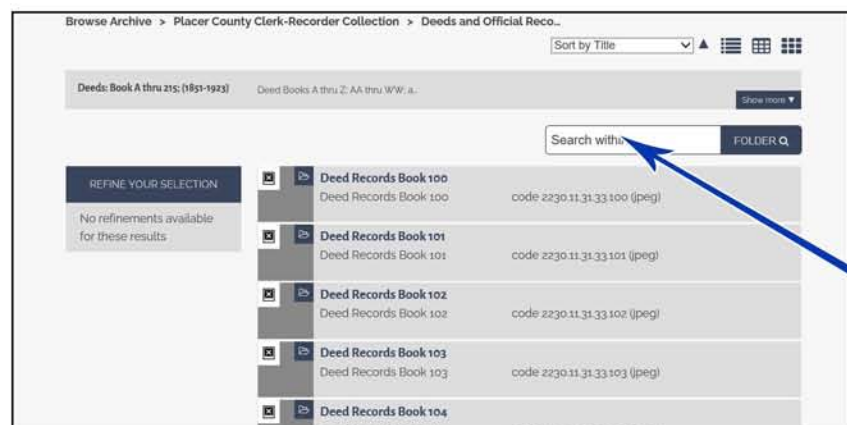 Browse Archive > Placer County Clerk-Recorder Collection > Deeds and Official Reco...
Sort by Title
Deeds: Book A thru 215; (1851-1923) Deed Books A thru Z; AA thru WW; a...
Show more ▼
Search with
FOLDER
REFINE YOUR SELECTION
No refinements available
for these results
Deed Records Book 100
Deed Records Book 100 code 2230.11.31.33.100 (jpeg)
Deed Records Book 101
Deed Records Book 101 code 2230.11.31.33.101 (jpeg)
Deed Records Book 102
Deed Records Book 102 code 2230.11.31.33.102 (jpeg)
Deed Records Book 103
Deed Records Book 103 code 2230.11.31.33.103 (jpeg)
Deed Records Book 104